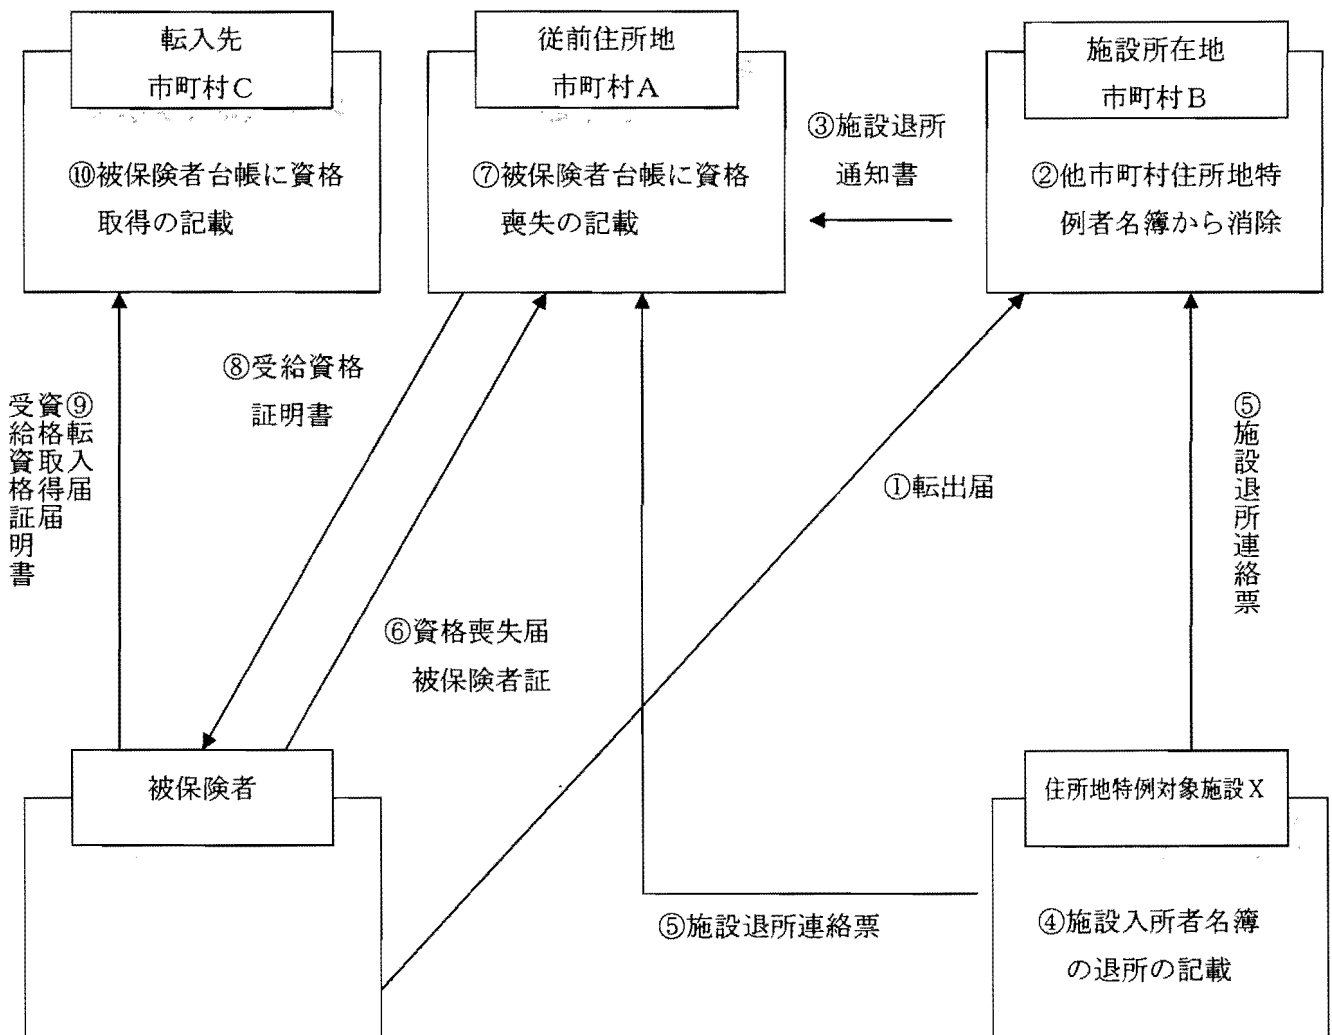 転入先
市町村C
⑩被保険者台帳に資格
取得の記載
従前住所地
市町村A
⑦被保険者台帳に資格
喪失の記載
③施設退所
通知書
施設所在地
市町村B
②他市町村住所地特
例者名簿から消除
⑨転入届
資格取得届
受給資格証明書
⑧受給資格
証明書
⑥資格喪失届
被保険者証
①転出届
⑤施設退所連絡票
被保険者
⑤施設退所連絡票
住所地特例対象施設X
④施設入所者名簿
の退所の記載